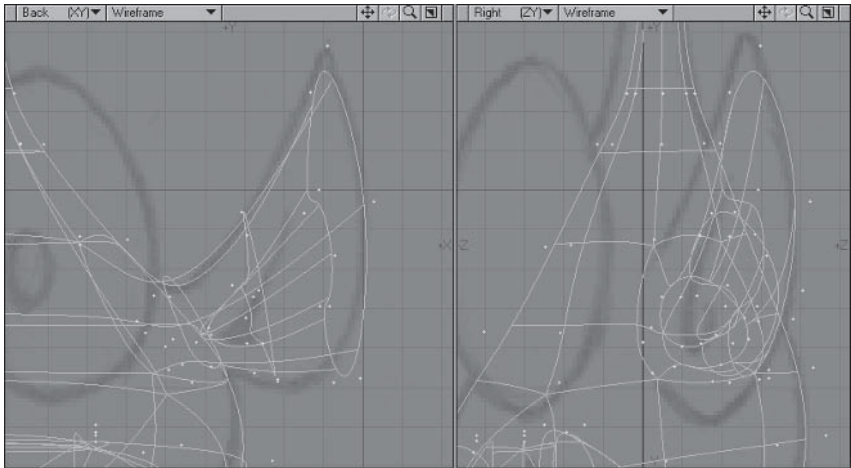 Back (XY) Wireframe
Right (ZY) Wireframe
+Y
+Y
+X
-Z
+Z